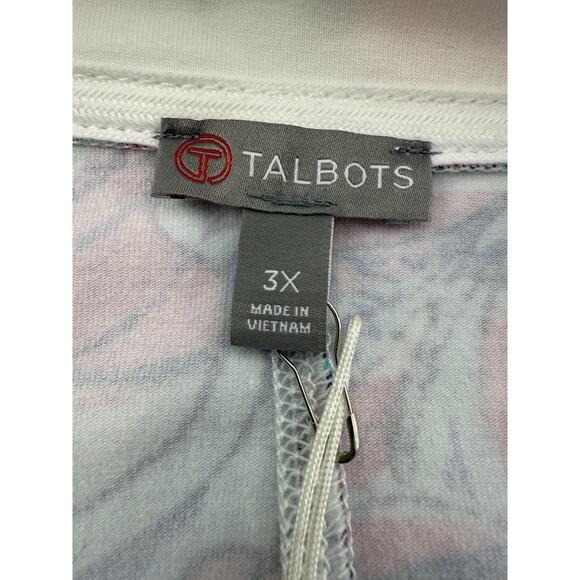 T TALBOTS
3X
MADE IN
VIETNAM